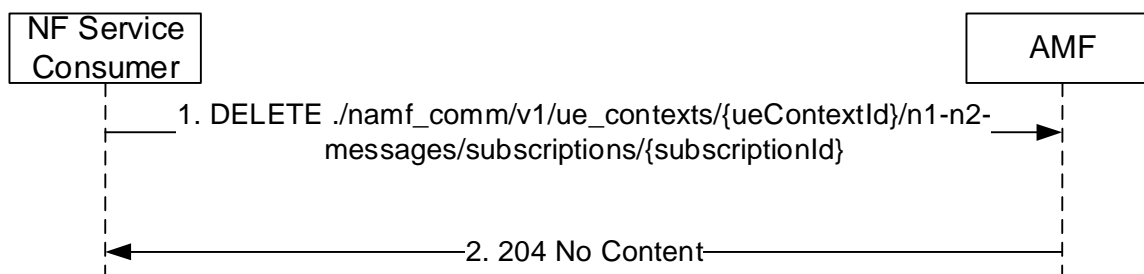 NF Service
Consumer
AMF
1. DELETE ./namf_comm/v1/ue_contexts/{ueContextId}/n1-n2-
messages/subscriptions/{subscriptionId}
2. 204 No Content